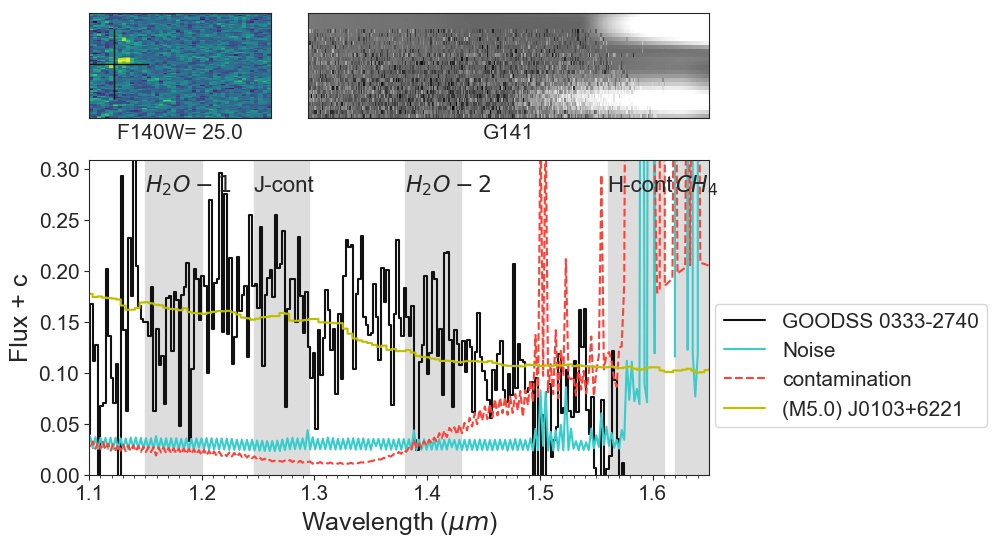 F140W= 25.0
G141
0.30
0.25
0.20
0.15
0.10
0.05
0.00
Flux + c
H₂O − 1
J-cont
H₂O − 2
H-cont
CH₄
1.1
1.2
1.3
1.4
1.5
1.6
Wavelength (μm)
GOODSS 0333-2740
Noise
contamination
(M5.0) J0103+6221